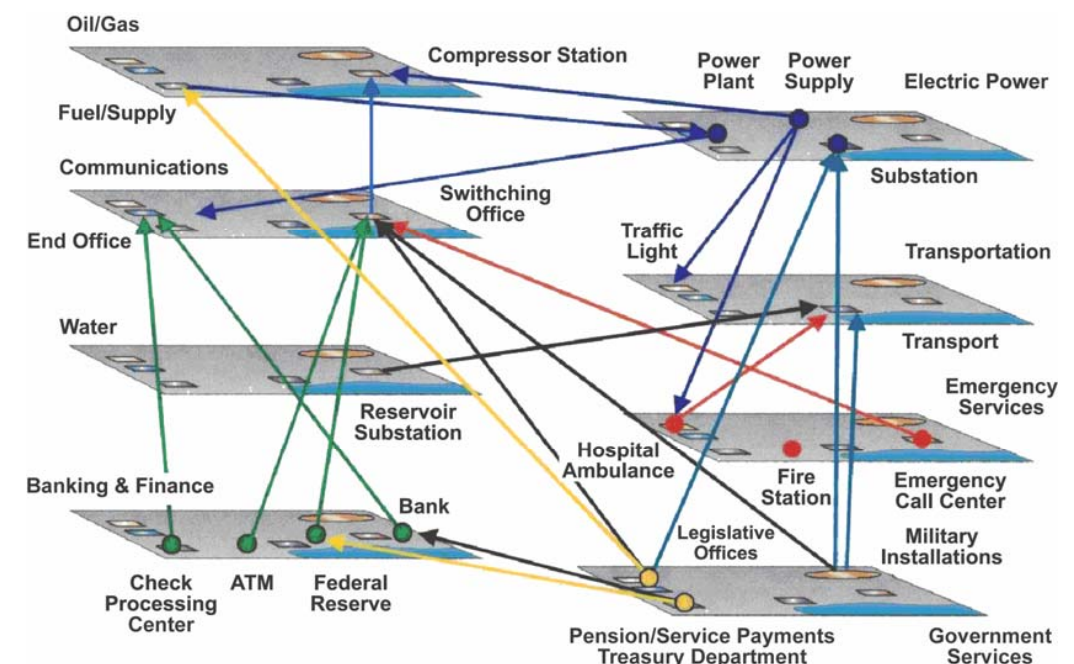 Oil/Gas
Compressor Station
Power
Plant
Power
Supply
Electric Power
Fuel/Supply
Communications
Substation
Swithching
Office
End Office
Traffic
Light
Transportation
Water
Transport
Reservoir
Substation
Emergency
Services
Hospital
Ambulance
Fire
Station
Emergency
Call Center
Banking & Finance
Bank
Legislative
Offices
Military
Installations
Check
Processing
Center
ATM
Federal
Reserve
Pension/Service Payments
Treasury Department
Government
Services